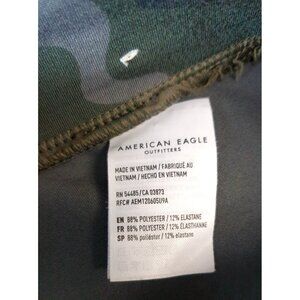 AMERICAN EAGLE
OUTFITTERS
MADE IN VIETNAM / FABRIQUÉ AU
VIETNAM / HECHO EN VIETNAM
RN 54485/CA 03873
RFC# AEM120605U9A
EN 88% POLYESTER / 12% ELASTANE
FR 88% POLYESTER / 12% ÉLASTHANNE
SP 88% poliéster / 12% elastano